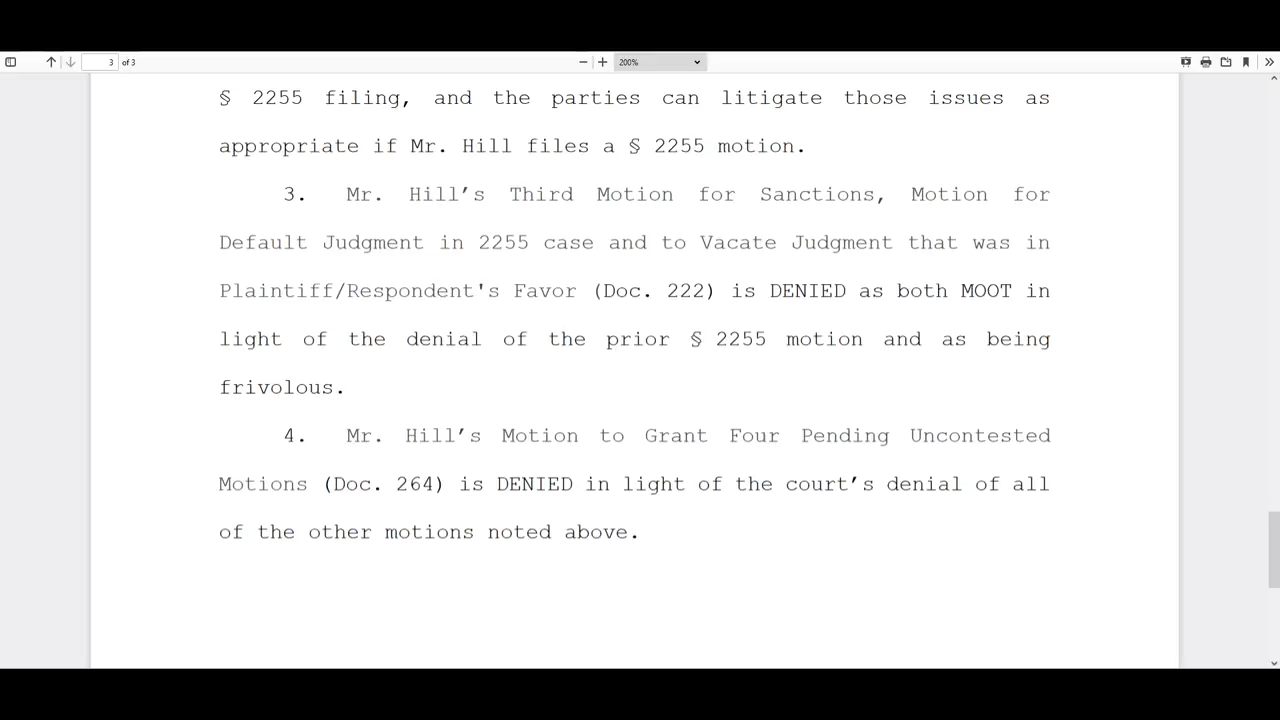 3 of 3
200%
§ 2255 filing, and the parties can litigate those issues as
appropriate if Mr. Hill files a § 2255 motion.
3. Mr. Hill’s Third Motion for Sanctions, Motion for
Default Judgment in 2255 case and to Vacate Judgment that was in
Plaintiff/Respondent's Favor (Doc. 222) is DENIED as both MOOT in
light of the denial of the prior § 2255 motion and as being
frivolous.
4. Mr. Hill’s Motion to Grant Four Pending Uncontested
Motions (Doc. 264) is DENIED in light of the court’s denial of all
of the other motions noted above.